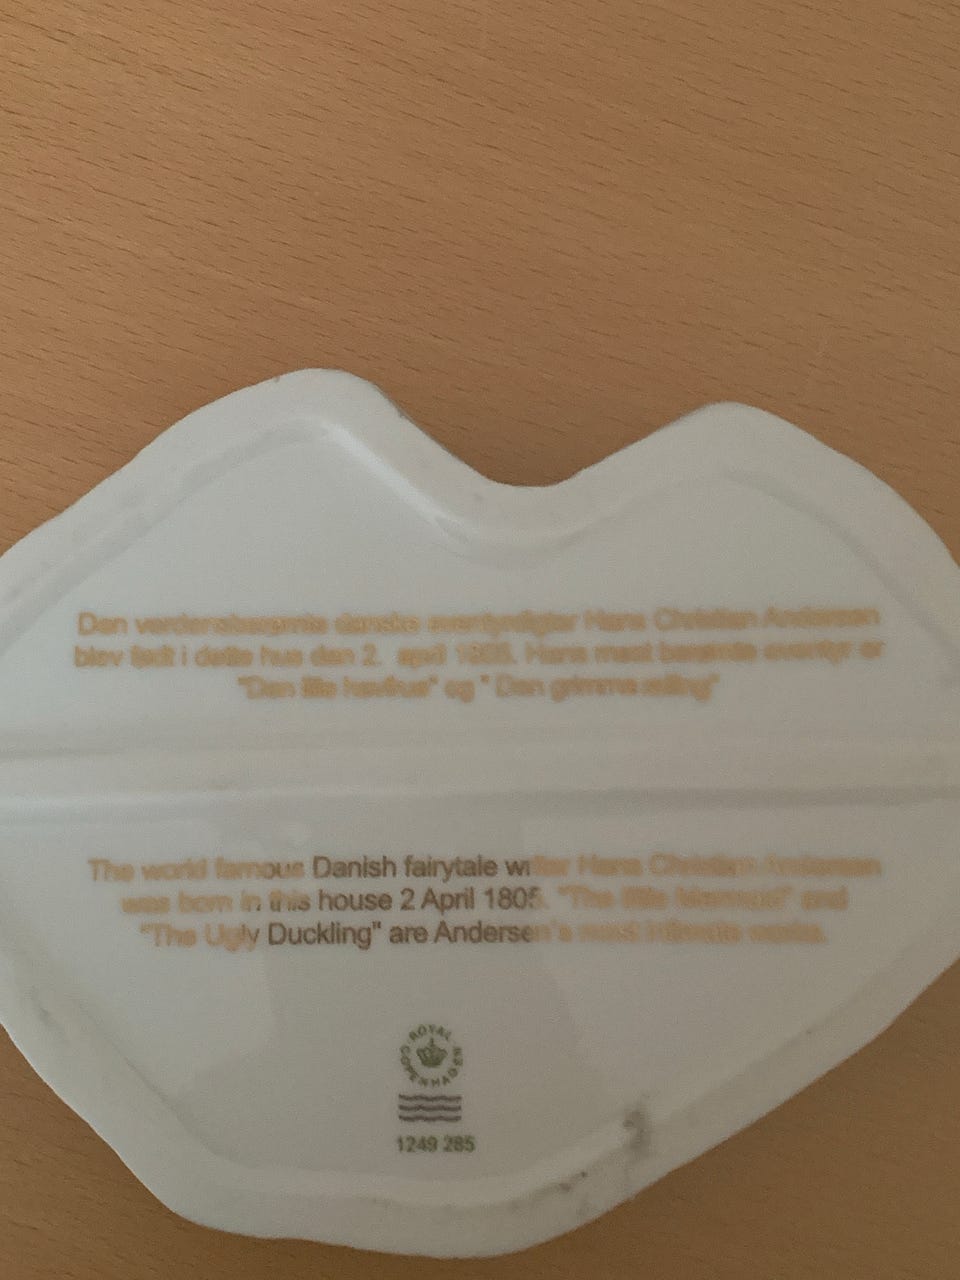 Den verdensberømte danske eventyrdigter Hans Christian Andersen
blev født i dette hus den 2. april 1805. Hans mest berømte eventyr er
"Den lille havfrue" og " Den grimme ælling"
The world famous Danish fairytale writer Hans Christian Andersen
was born in this house 2 April 1805. "The little Mermaid" and
"The Ugly Duckling" are Andersen's most works.
ROYAL COPENHAGEN
1249 285